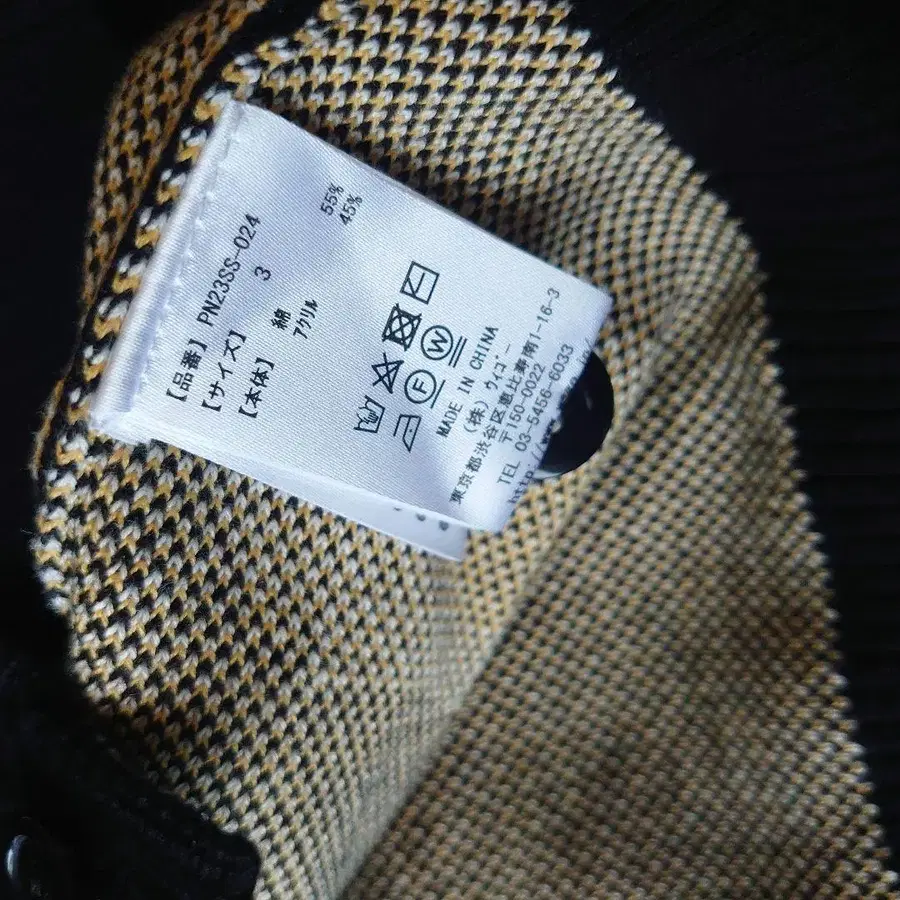 【品番】 PN23SS-024
【サイズ】 3
【本体】 綿 55%
アクリル 45%
F W
MADE IN CHINA
(株) ウィゴー
東京都渋谷区恵比寿南1-16-3
〒150-0022
TEL 03-5456-6033
http://